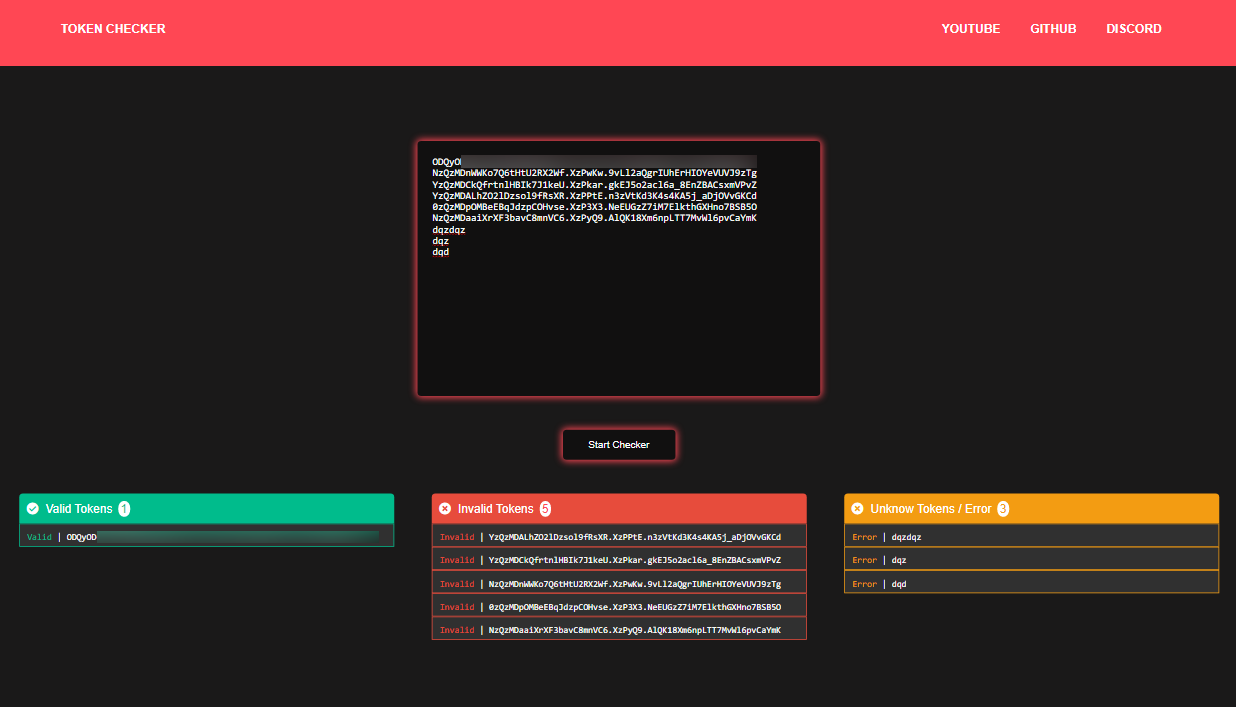 TOKEN CHECKER
YOUTUBE GITHUB DISCORD
ODQyO
NzQzMDnWWKo7Q6tHtU2RX2Wf.XzPwKw.9vLl2aQgrIUhErHIOYeVUVJ9zTg
YzQzMDCkQfrtnlHBIk7J1keU.XzPkar.gkEJ5o2acl6a_8EnZBACsxmVPvZ
YzQzMDALhZO2lDzsol9fRsXR.XzPPtE.n3zVtKd3K4s4KA5j_aDjOVvGKCd
0zQzMDpOMBeEBqJdzpCOHvse.XzP3X3.NeEUGzZ7iM7ElkthGXHno7BSB5O
NzQzMDaaiXrXF3bavC8mnVC6.XzPyQ9.AlQK18Xm6npLTT7MvWl6pvCaYmK
dqzdqz
dqz
dqd
Start Checker
Valid Tokens 1
Valid | ODQyOD
Invalid Tokens 5
Invalid | YzQzMDALhZO2lDzsol9fRsXR.XzPPtE.n3zVtKd3K4s4KA5j_aDjOVvGKCd
Invalid | YzQzMDCkQfrtnlHBIk7J1keU.XzPkar.gkEJ5o2acl6a_8EnZBACsxmVPvZ
Invalid | NzQzMDnWWKo7Q6tHtU2RX2Wf.XzPwKw.9vLl2aQgrIUhErHIOYeVUVJ9zTg
Invalid | 0zQzMDpOMBeEBqJdzpCOHvse.XzP3X3.NeEUGzZ7iM7ElkthGXHno7BSB5O
Invalid | NzQzMDaaiXrXF3bavC8mnVC6.XzPyQ9.AlQK18Xm6npLTT7MvWl6pvCaYmK
Unknow Tokens / Error 3
Error | dqzdqz
Error | dqz
Error | dqd